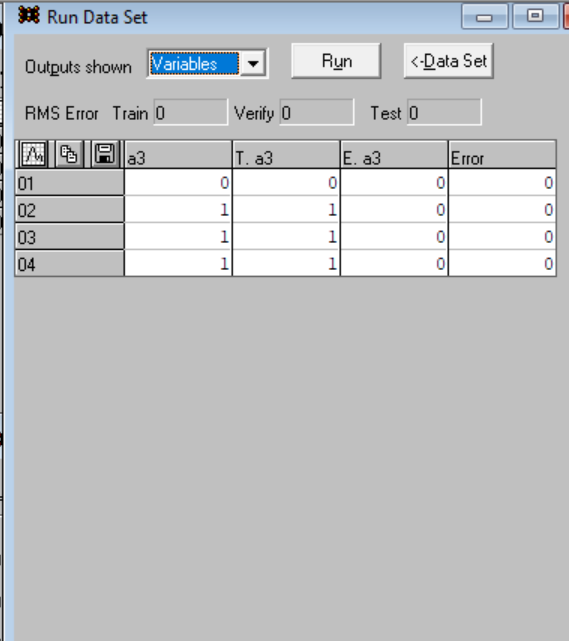 Run Data Set
Outputs shown Variables Run <-Data Set
RMS Error Train 0 Verify 0 Test 0
a3 T. a3 E. a3 Error
01 0 0 0 0
02 1 1 0 0
03 1 1 0 0
04 1 1 0 0